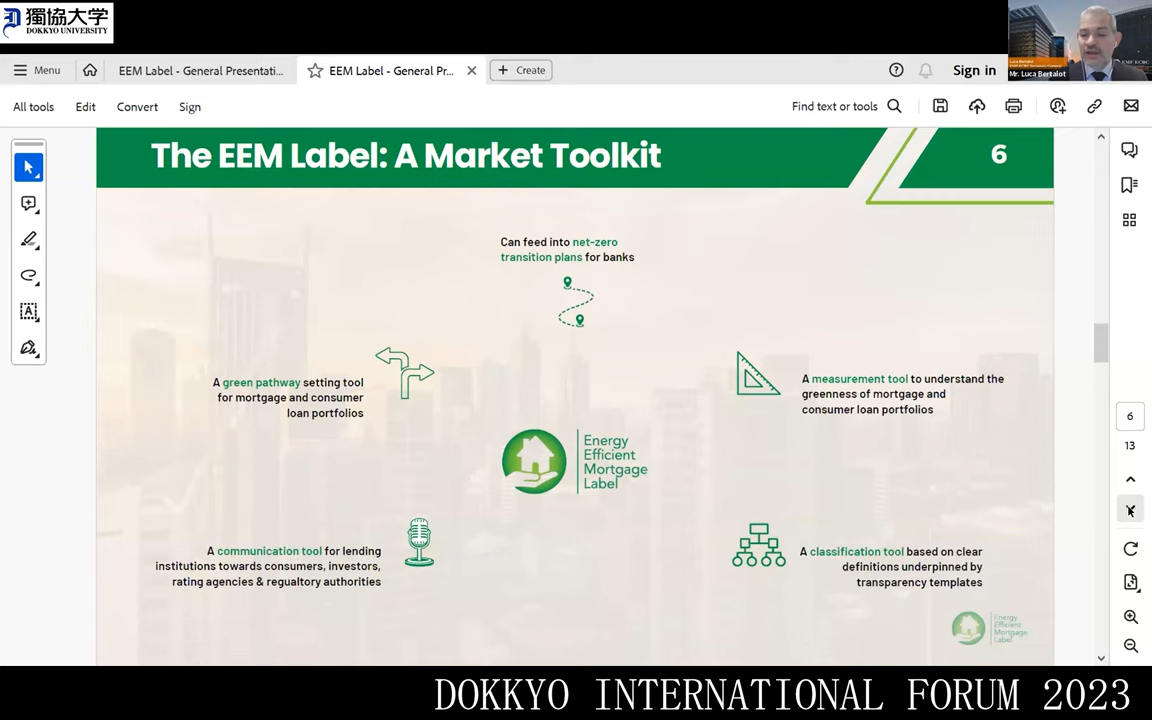 獨協大学
DOKKYO UNIVERSITY
Mr. Luca Bertalot
Menu
EEM Label - General Presentati...
EEM Label - General Pr...
Create
Sign in
All tools
Edit
Convert
Sign
Find text or tools
The EEM Label: A Market Toolkit
6
Can feed into net-zero
transition plans for banks
A green pathway setting tool
for mortgage and consumer
loan portfolios
A measurement tool to understand the
greenness of mortgage and
consumer loan portfolios
Energy
Efficient
Mortgage
Label
A communication tool for lending
institutions towards consumers, investors,
rating agencies & regualtory authorities
A classification tool based on clear
definitions underpinned by
transparency templates
Energy
Efficient
Mortgage
Label
6
13
DOKKYO INTERNATIONAL FORUM 2023